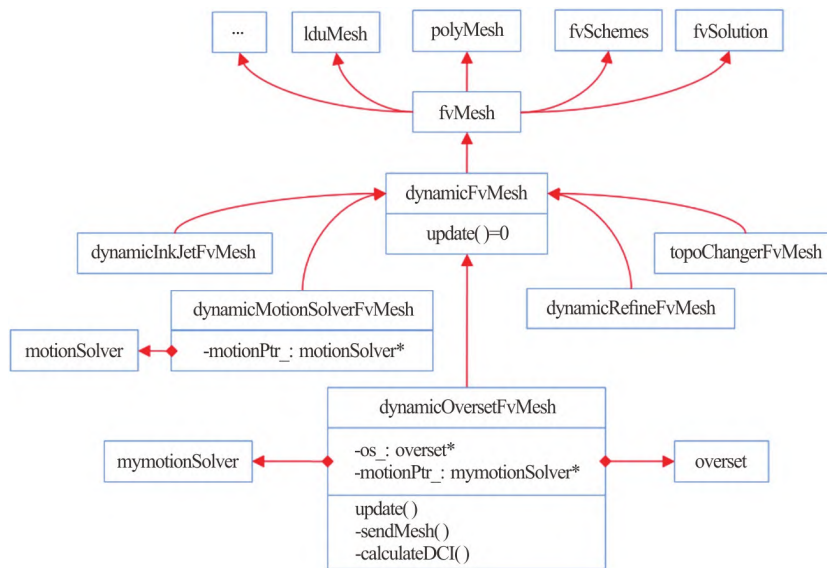 ...
lduMesh
polyMesh
fvSchemes
fvSolution
fvMesh
dynamicFvMesh
update( )=0
dynamicInkJetFvMesh
topoChangerFvMesh
dynamicMotionSolverFvMesh
dynamicRefineFvMesh
motionSolver
-motionPtr_: motionSolver*
dynamicOversetFvMesh
mymotionSolver
-os_: overset*
-motionPtr_: mymotionSolver*
overset
update( )
-sendMesh( )
-calculateDCI( )